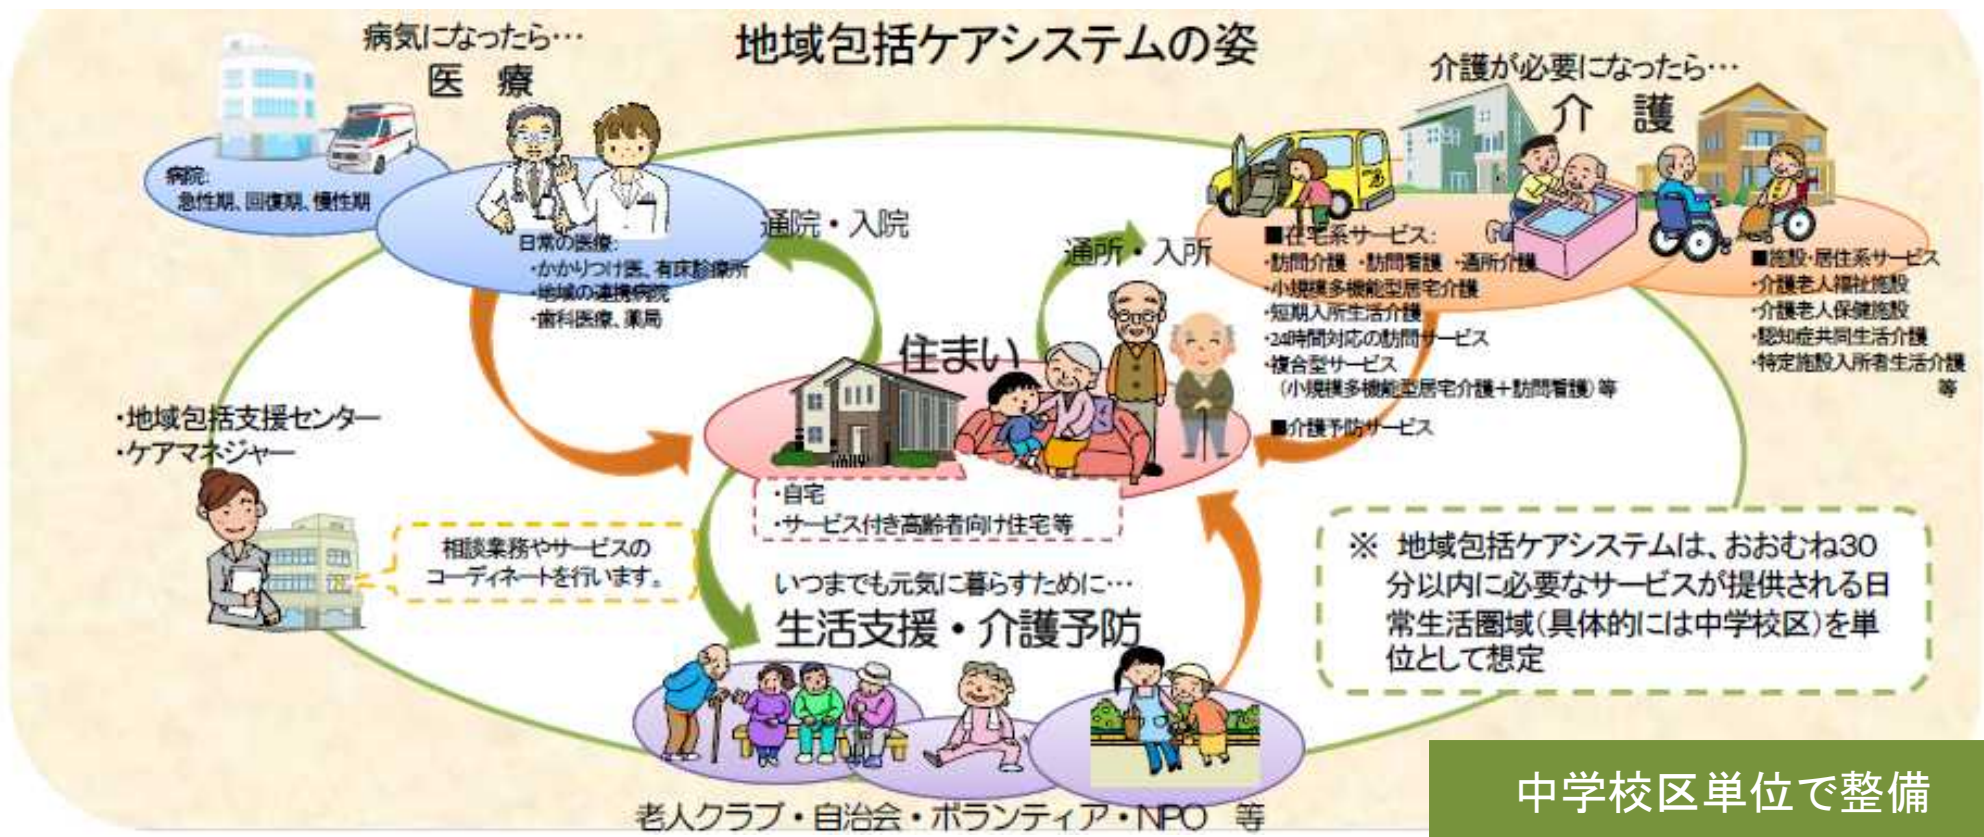 地域包括ケアシステムの姿
病気になったら…
医　療
病院:
急性期、回復期、慢性期
日常の医療:
・かかりつけ医、有床診療所
・地域の連携病院
・歯科医療、薬局
通院・入院
通所・入所
介護が必要になったら…
介　護
■在宅系サービス:
・訪問介護 ・訪問看護 ・通所介護
・小規模多機能型居宅介護
・短期入所生活介護
・24時間対応の訪問サービス
・複合型サービス
（小規模多機能型居宅介護＋訪問看護）等
■介護予防サービス
■施設・居住系サービス
・介護老人福祉施設
・介護老人保健施設
・認知症共同生活介護
・特定施設入所者生活介護
等
住まい
・自宅
・サービス付き高齢者向け住宅等
・地域包括支援センター
・ケアマネジャー
相談業務やサービスの
コーディネートを行います。
いつまでも元気に暮らすために…
生活支援・介護予防
老人クラブ・自治会・ボランティア・NPO　等
※ 地域包括ケアシステムは、おおむね30
分以内に必要なサービスが提供される日
常生活圏域（具体的には中学校区）を単
位として想定
中学校区単位で整備